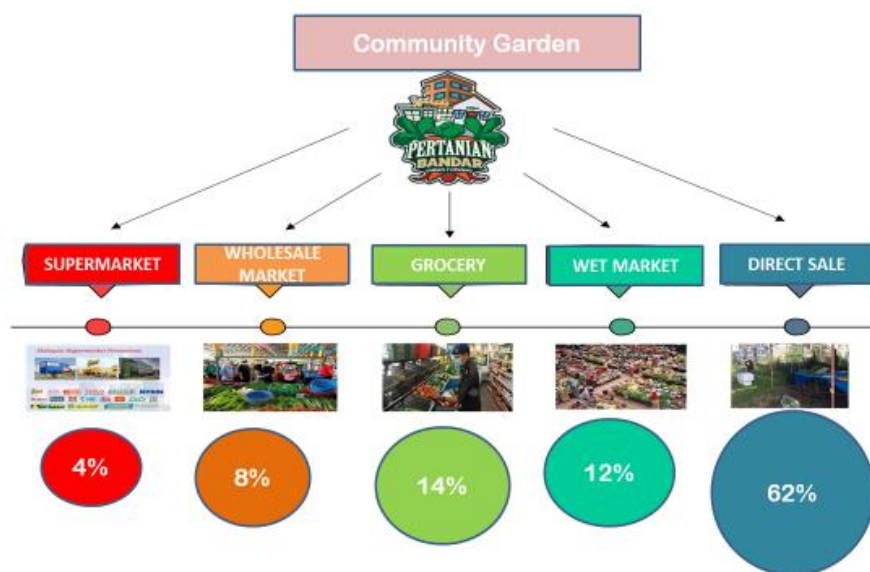 Community Garden
PERTANIAN
BANDAR
SUPERMARKET
WHOLESALE
MARKET
GROCERY
WET MARKET
DIRECT SALE
4%
8%
14%
12%
62%